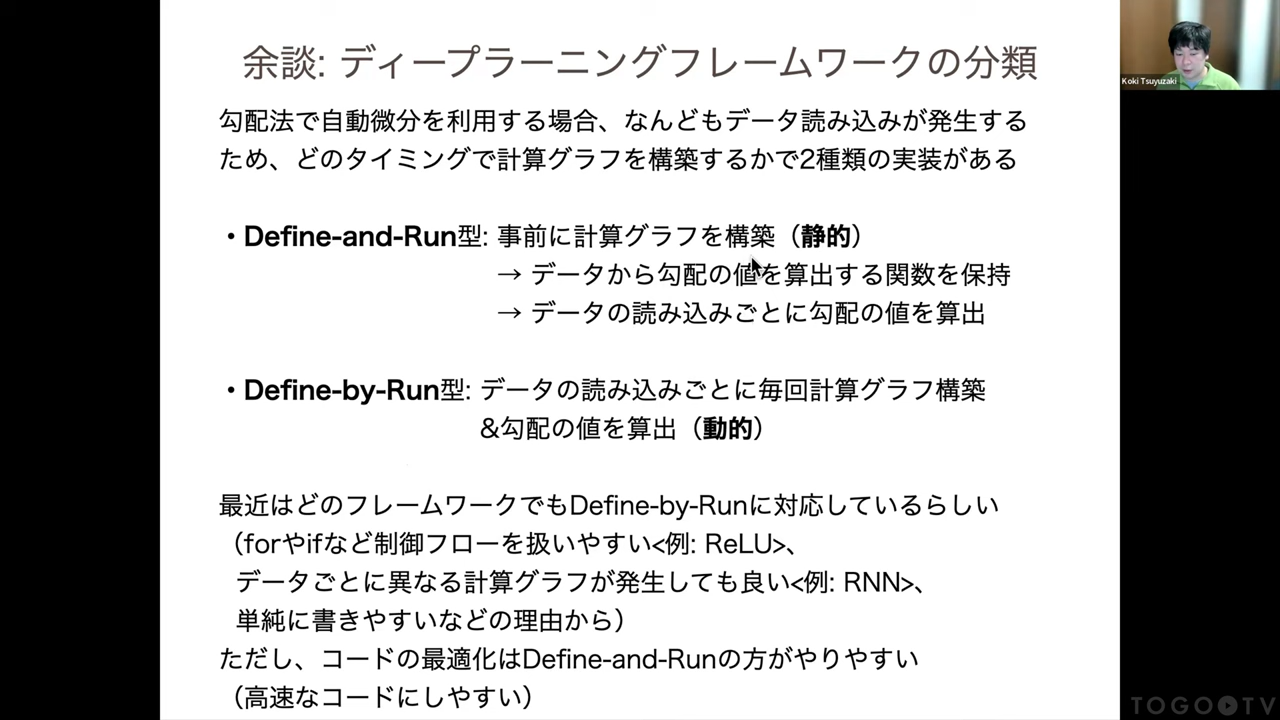 余談: ディープラーニングフレームワークの分類
Koki Tsuyuzaki
勾配法で自動微分を利用する場合、なんどもデータ読み込みが発生する
ため、どのタイミングで計算グラフを構築するかで2種類の実装がある
・Define-and-Run型: 事前に計算グラフを構築（静的）
→ データから勾配の値を算出する関数を保持
→ データの読み込みごとに勾配の値を算出
・Define-by-Run型: データの読み込みごとに毎回計算グラフ構築
&勾配の値を算出（動的）
最近はどのフレームワークでもDefine-by-Runに対応しているらしい
（forやifなど制御フローを扱いやすい<例: ReLU>、
データごとに異なる計算グラフが発生しても良い<例: RNN>、
単純に書きやすいなどの理由から）
ただし、コードの最適化はDefine-and-Runの方がやりやすい
（高速なコードにしやすい）
TOGOTV